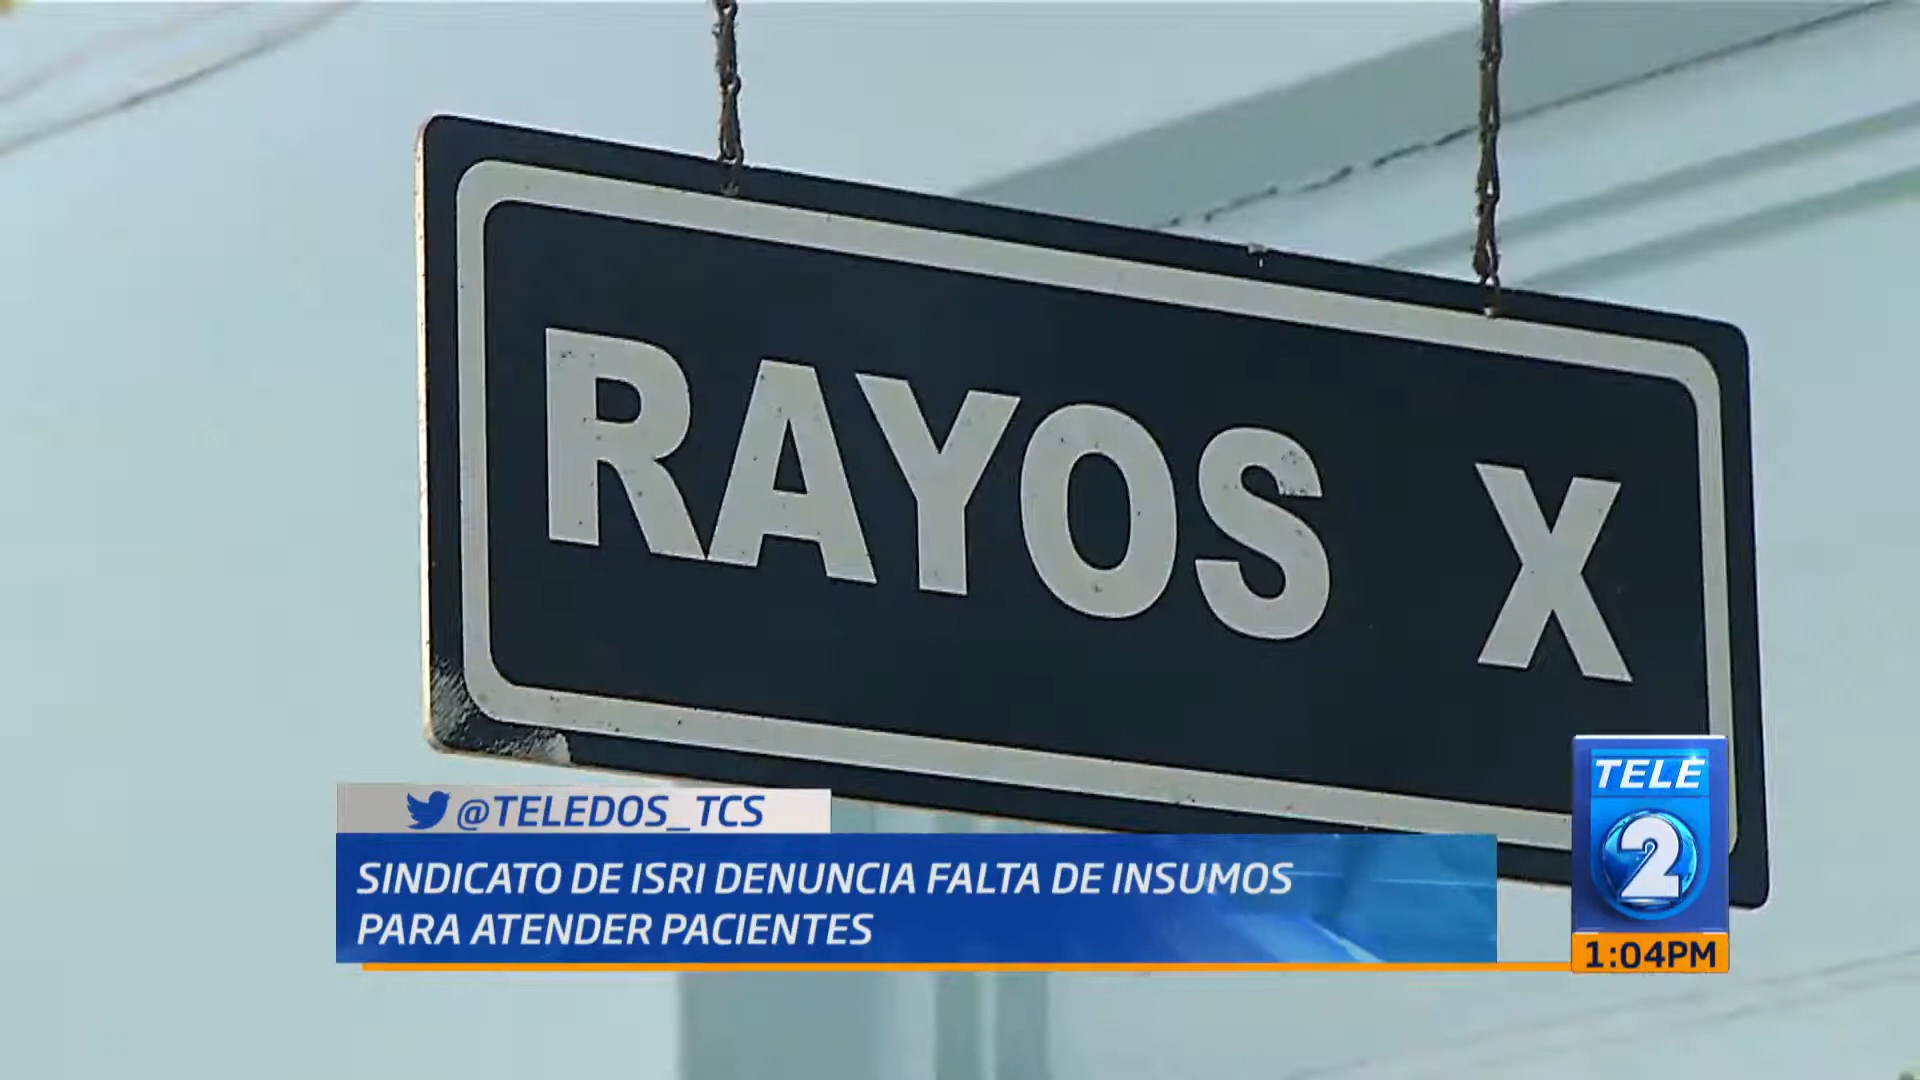 RAYOS X
@TELEDOS_TCS
SINDICATO DE ISRI DENUNCIA FALTA DE INSUMOS
PARA ATENDER PACIENTES
TELE
2
1:04PM